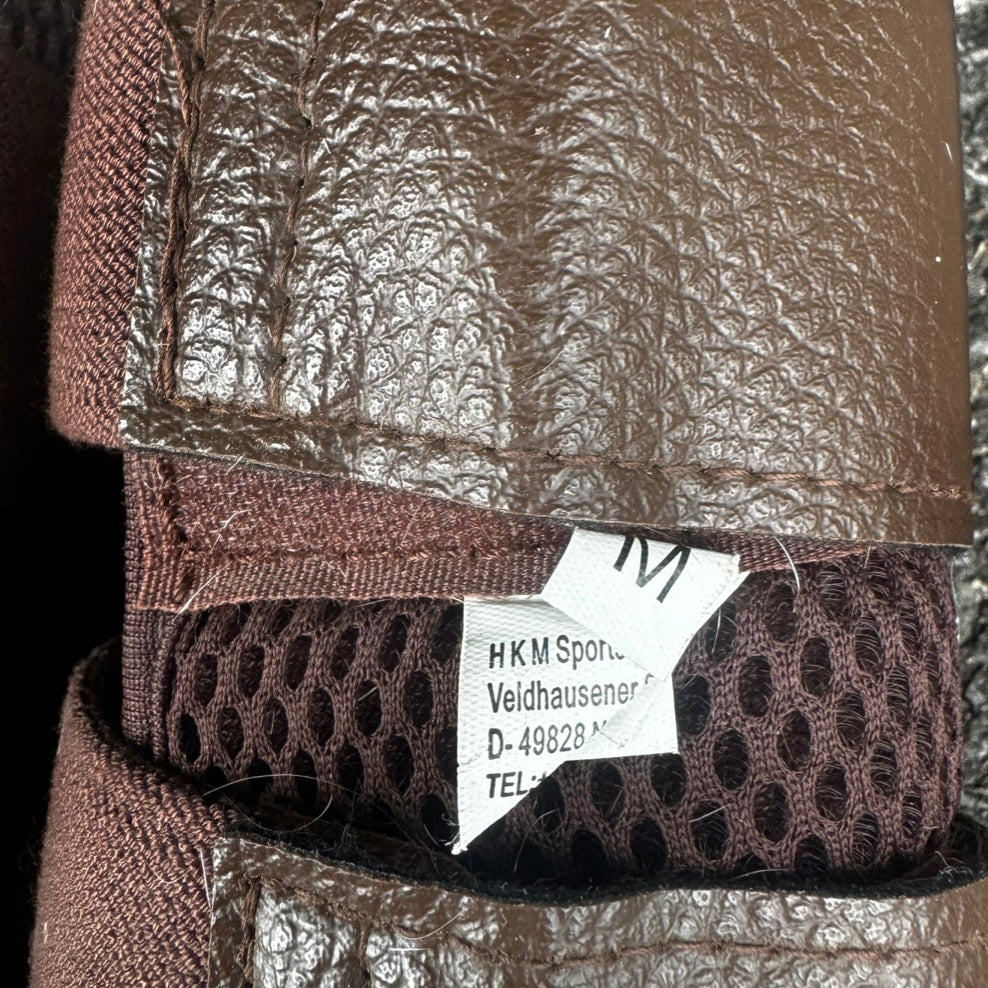 M
HKM Sports
Veldhausener
D-49828
TEL: